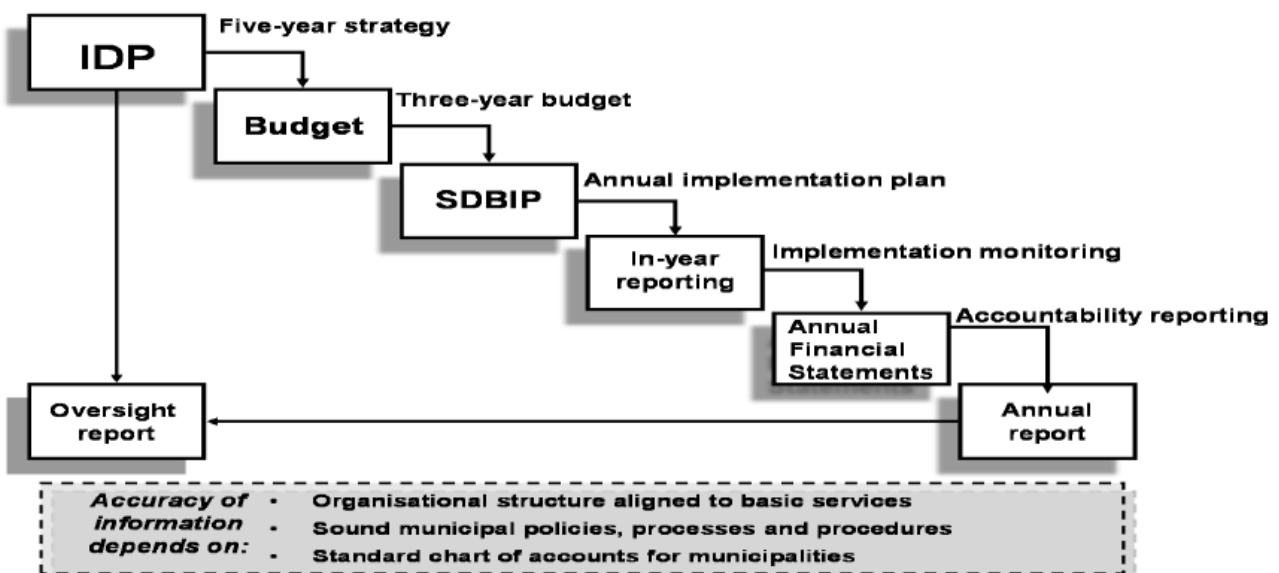 IDP
Five-year strategy
Budget
Three-year budget
SDBIP
Annual implementation plan
In-year
reporting
Implementation monitoring
Annual
Financial
Statements
Accountability reporting
Annual
report
Oversight
report
Accuracy of
information
depends on:
• Organisational structure aligned to basic services
• Sound municipal policies, processes and procedures
• Standard chart of accounts for municipalities